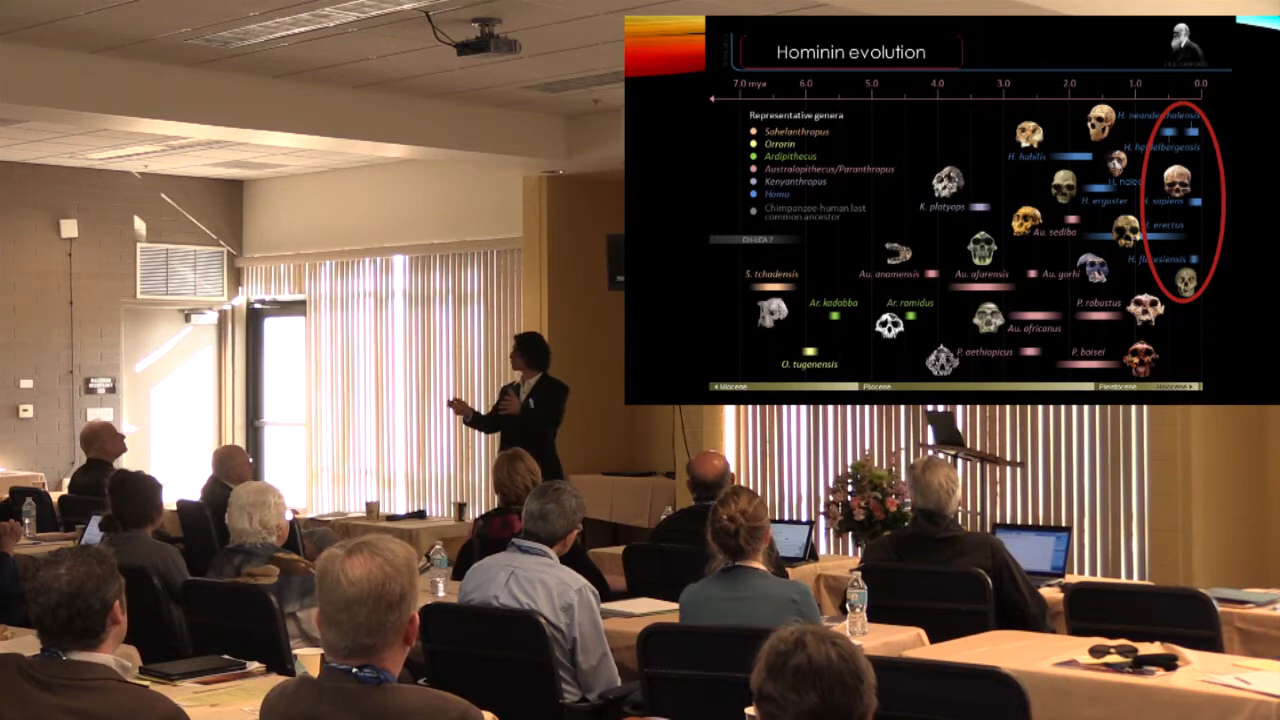 Hominin evolution
7.0 mya 6.0 5.0 4.0 3.0 2.0 1.0 0.0
Representative genera
Sahelanthropus
Orrorin
Ardipithecus
Australopithecus/Paranthropus
Kenyanthropus
Homo
Chimpanzee-human last
common ancestor
H. neanderthalensis
H. heidelbergensis
H. habilis
H. naledi
H. ergaster
H. sapiens
K. platyops
Au. sediba
H. erectus
CH-LCA ?
H. floresiensis
S. tchadensis
Au. anamensis
Au. afarensis
Au. garhi
Ar. kadabba
Ar. ramidus
P. robustus
Au. africanus
O. tugenensis
P. aethiopicus
P. boisei
Miocene
Pliocene
Pleistocene
Holocene